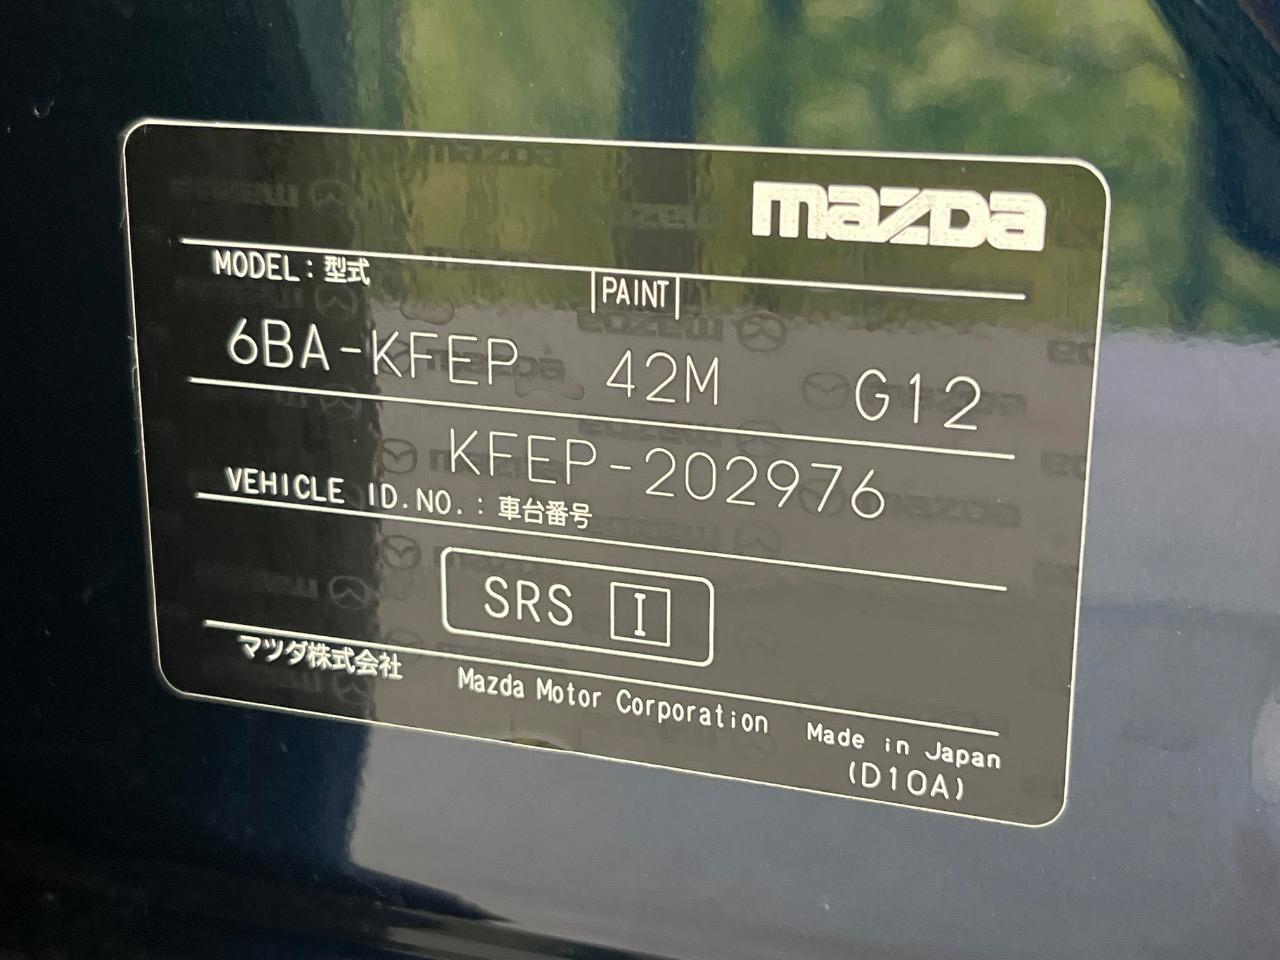 mazda
MODEL : 型式 PAINT
6BA-KFEP 42M G12
KFEP-202976
VEHICLE ID.NO. : 車台番号
SRS I
マツダ株式会社 Mazda Motor Corporation Made in Japan
(D10A)